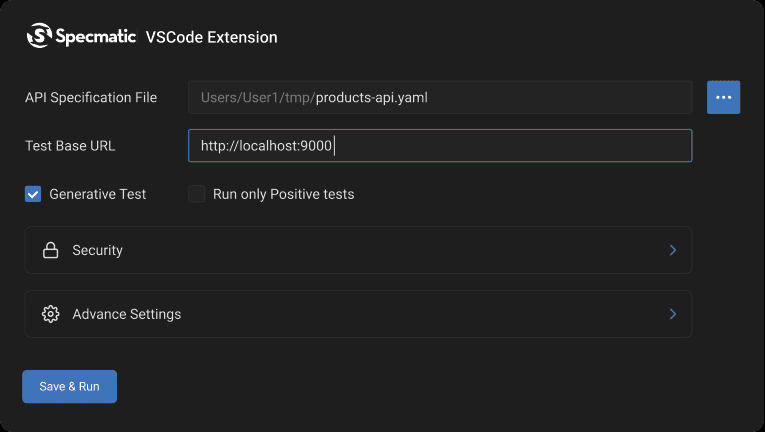 Specmatic VSCode Extension
API Specification File Users/User1/tmp/products-api.yaml ...
Test Base URL http://localhost:9000
Generative Test Run only Positive tests
Security
Advance Settings
Save & Run